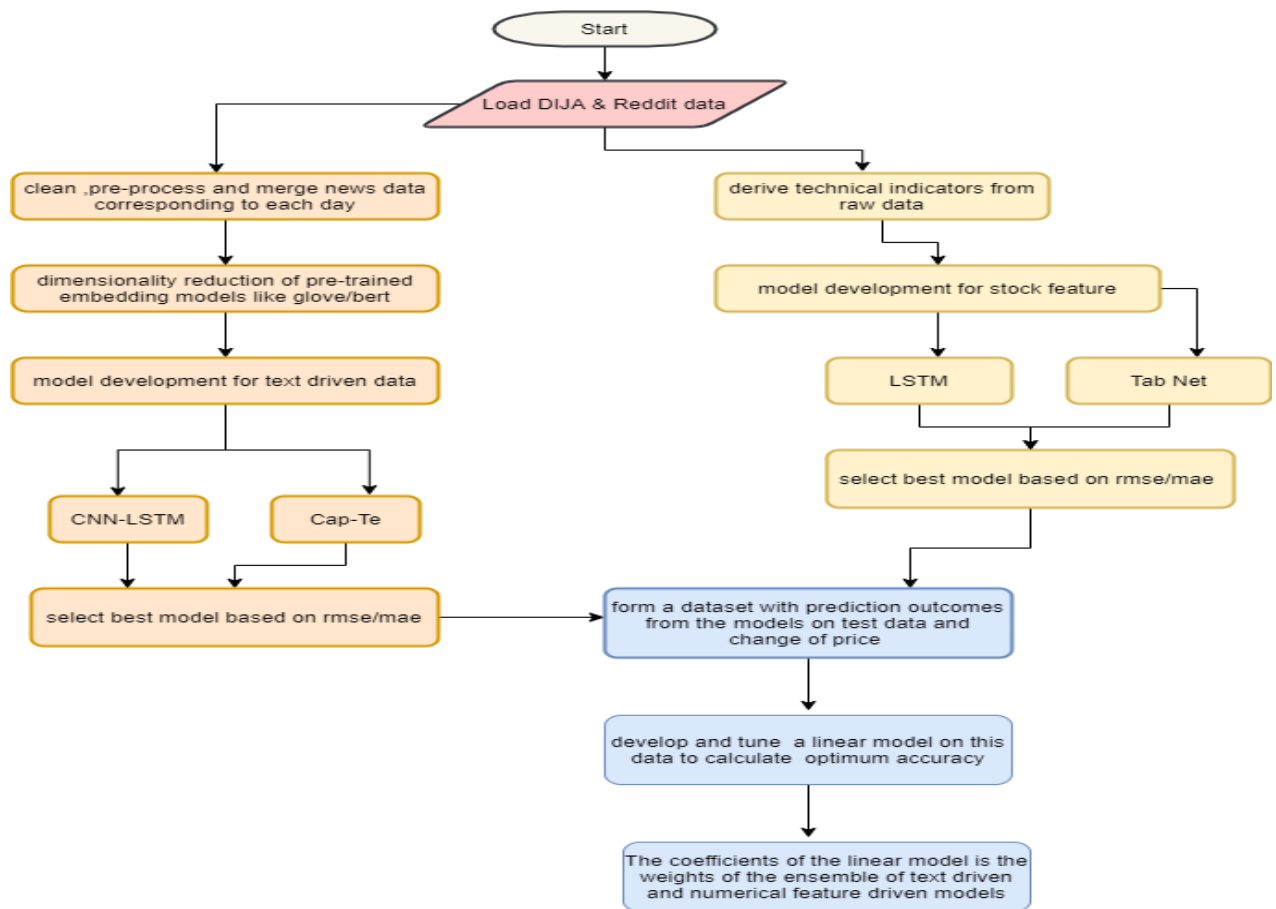 Start
Load DIJA & Reddit data
clean ,pre-process and merge news data
corresponding to each day
derive technical indicators from
raw data
dimensionality reduction of pre-trained
embedding models like glove/bert
model development for stock feature
model development for text driven data
LSTM
Tab Net
select best model based on rmse/mae
CNN-LSTM
Cap-Te
select best model based on rmse/mae
form a dataset with prediction outcomes
from the models on test data and
change of price
develop and tune  a linear model on this
data to calculate  optimum accuracy
The coefficients of the linear model is the
weights of the ensemble of text driven
and numerical feature driven models